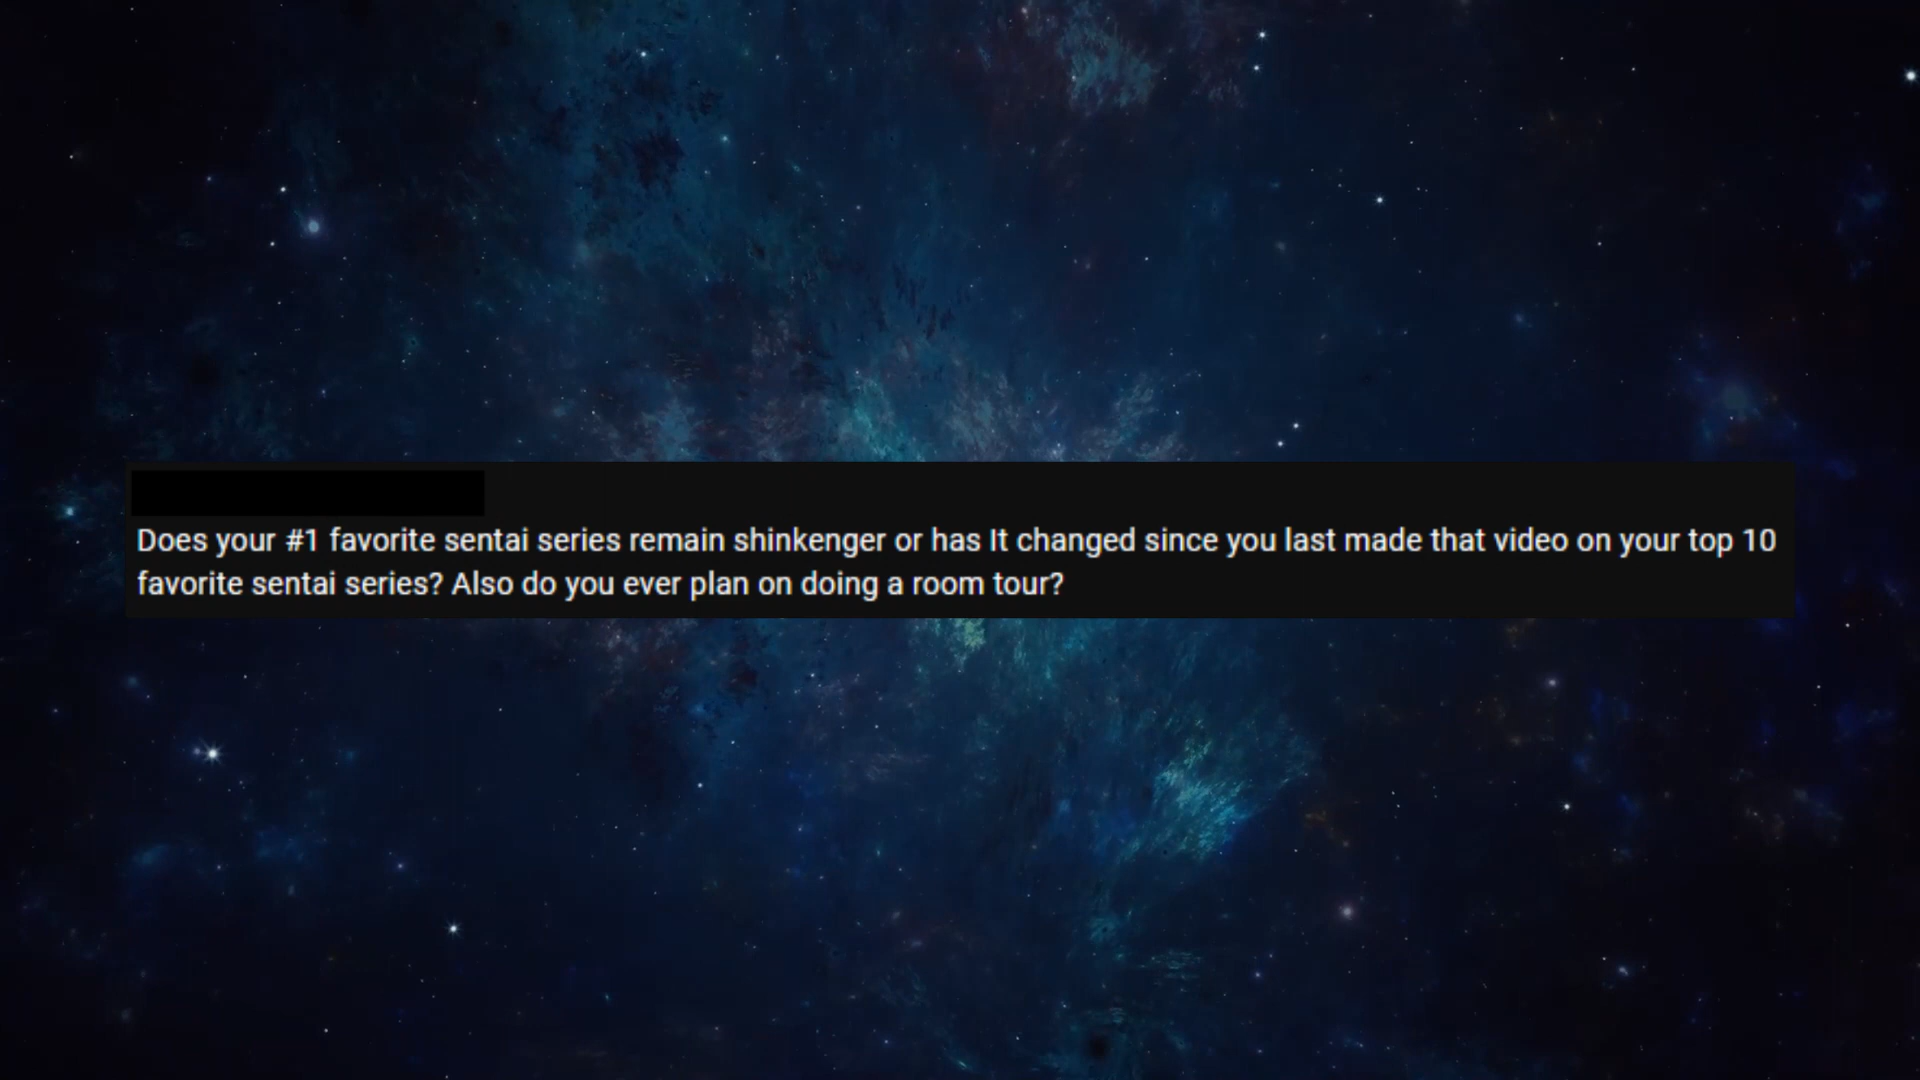 Does your #1 favorite sentai series remain shinkenger or has It changed since you last made that video on your top 10
favorite sentai series? Also do you ever plan on doing a room tour?